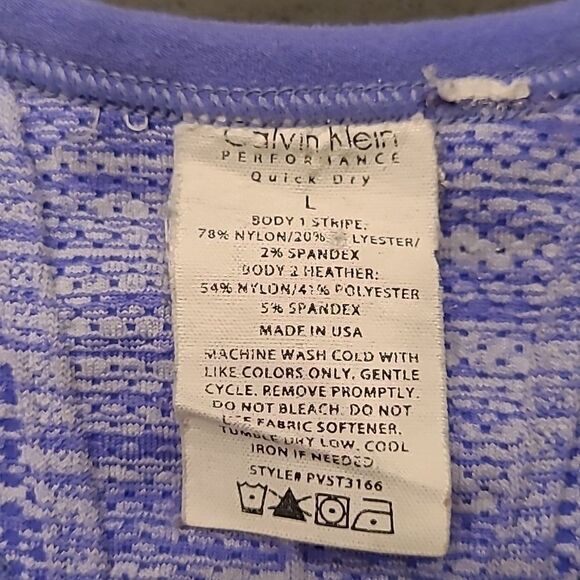 Calvin Klein
PERFORMANCE
Quick Dry
L
BODY 1 STRIPE:
78% NYLON/20% LYESTER/
2% SPANDEX
BODY 2 HEATHER:
54% NYLON/41% POLYESTER
5% SPANDEX
MADE IN USA
MACHINE WASH COLD WITH
LIKE COLORS ONLY, GENTLE
CYCLE. REMOVE PROMPTLY.
DO NOT BLEACH. DO NOT
USE FABRIC SOFTENER.
TUMBLE DRY LOW. COOL
IRON IF NEEDED.
STYLE# PVST3166